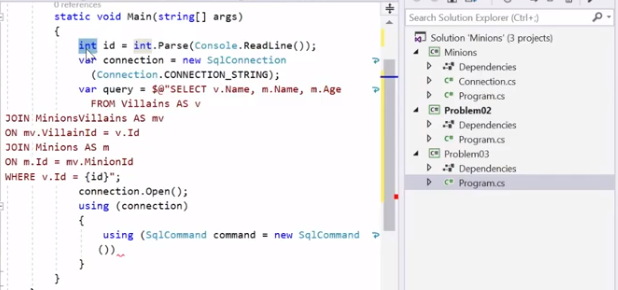 0 references
static void Main(string[] args)
{
int id = int.Parse(Console.ReadLine());
var connection = new SqlConnection
(Connection.CONNECTION_STRING);
var query = $@"SELECT v.Name, m.Name, m.Age
FROM Villains AS v
JOIN MinionsVillains AS mv
ON mv.VillainId = v.Id
JOIN Minions AS m
ON m.Id = mv.MinionId
WHERE v.Id = {id}";
connection.Open();
using (connection)
{
using (SqlCommand command = new SqlCommand
())
}
}
Search Solution Explorer (Ctrl+;)
Solution 'Minions' (3 projects)
C# Minions
Dependencies
C# Connection.cs
C# Program.cs
C# Problem02
Dependencies
C# Program.cs
C# Problem03
Dependencies
C# Program.cs